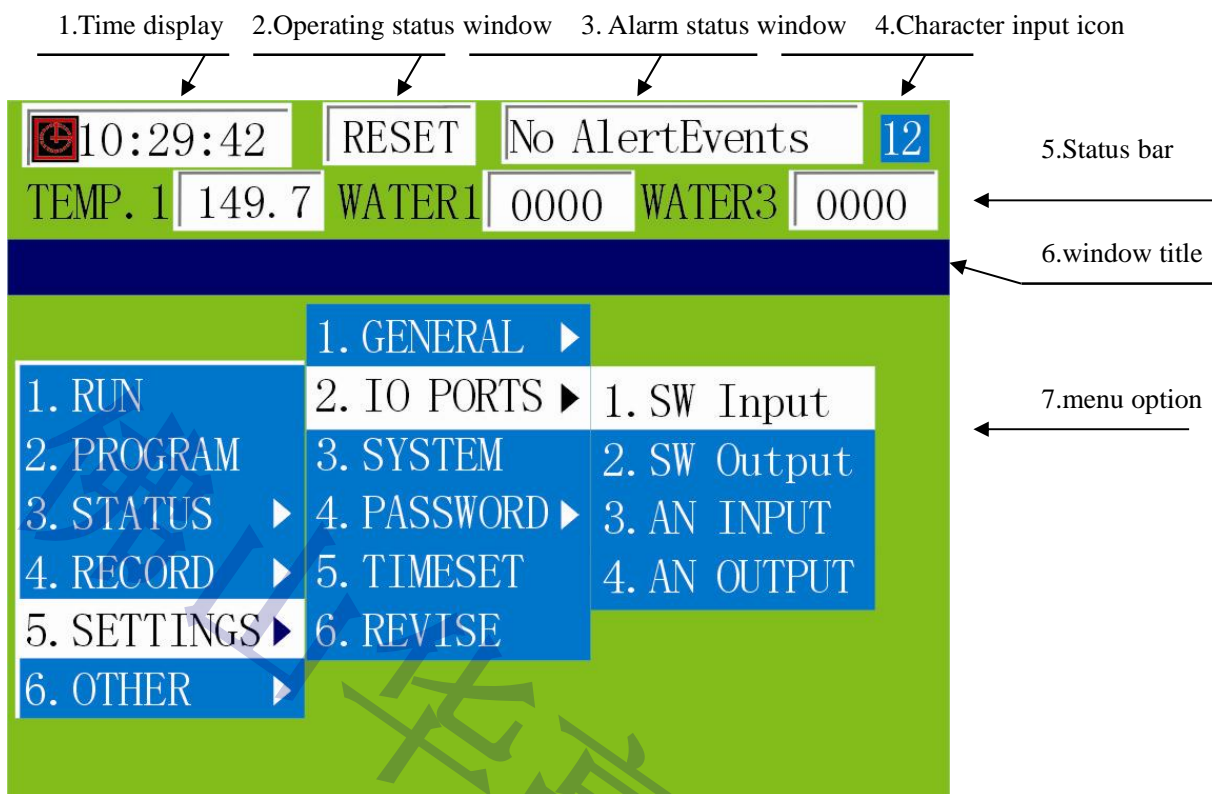 1.Time display 2.Operating status window 3. Alarm status window 4.Character input icon
10:29:42 RESET No AlertEvents 12
5.Status bar
TEMP. 1 149. 7 WATER1 0000 WATER3 0000
6.window title
1. GENERAL
1. RUN 2. IO PORTS 1. SW Input
7.menu option
2. PROGRAM 3. SYSTEM 2. SW Output
3. STATUS 4. PASSWORD 3. AN INPUT
4. RECORD 5. TIMESET 4. AN OUTPUT
5. SETTINGS 6. REVISE
6. OTHER
佛山华